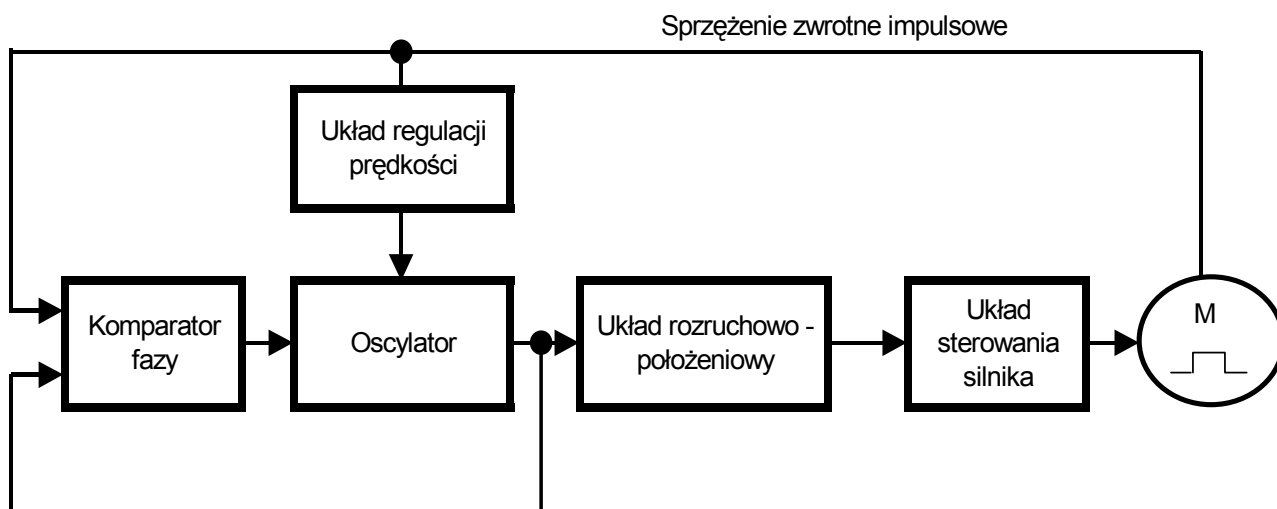 Sprzężenie zwrotne impulsowe
Układ regulacji
prędkości
Komparator
fazy
Oscylator
Układ rozruchowo -
położeniowy
Układ
sterowania
silnika
M